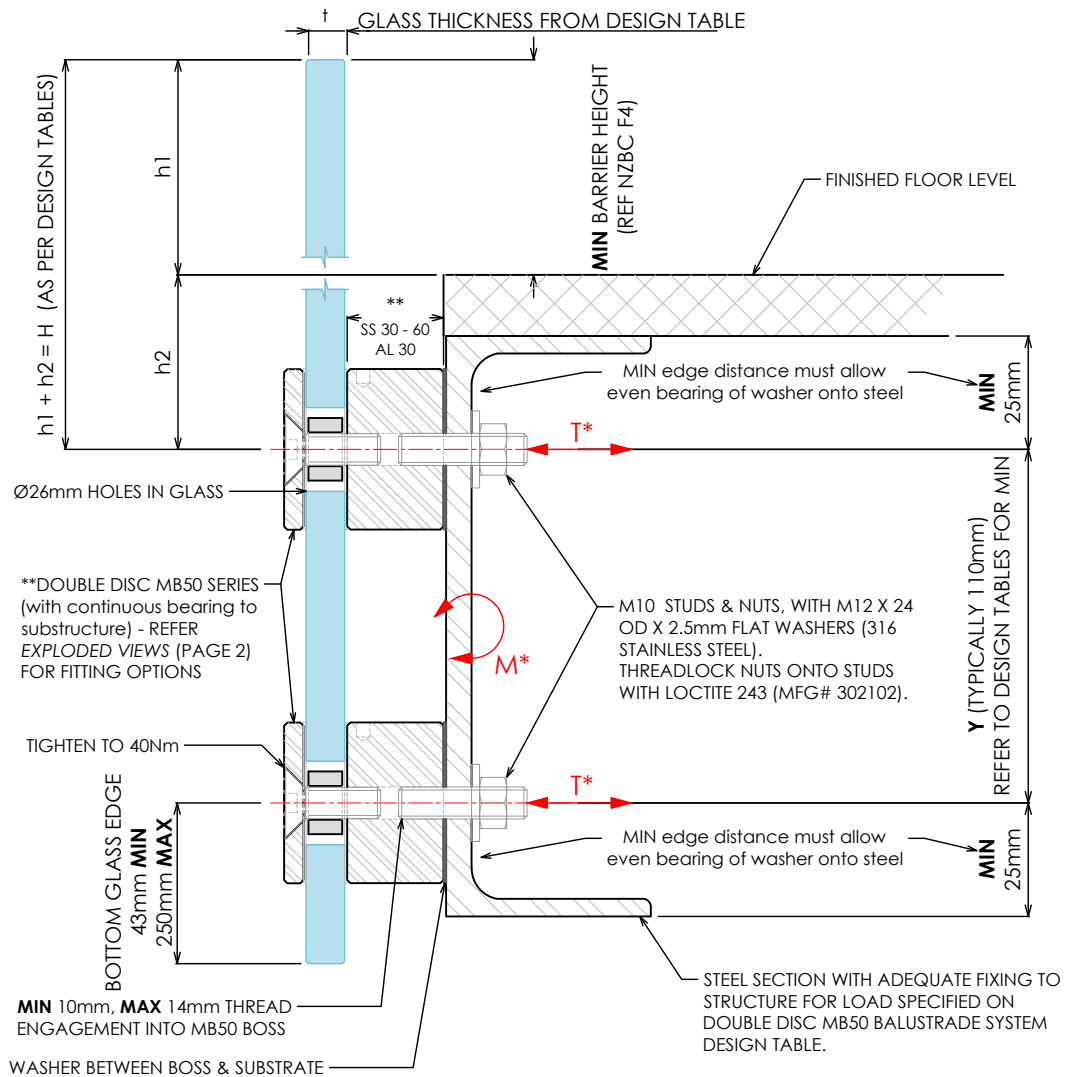 t
GLASS THICKNESS FROM DESIGN TABLE
h1 + h2 = H (AS PER DESIGN TABLES)
h1
MIN BARRIER HEIGHT
(REF NZBC F4)
FINISHED FLOOR LEVEL
h2
**
SS 30 - 60
AL 30
MIN edge distance must allow
even bearing of washer onto steel
MIN
25mm
T*
Ø26mm HOLES IN GLASS
**DOUBLE DISC MB50 SERIES
(with continuous bearing to
substructure) - REFER
EXPLODED VIEWS (PAGE 2)
FOR FITTING OPTIONS
M*
M10 STUDS & NUTS, WITH M12 X 24
OD X 2.5mm FLAT WASHERS (316
STAINLESS STEEL).
THREADLOCK NUTS ONTO STUDS
WITH LOCTITE 243 (MFG# 302102).
Y (TYPICALLY 110mm)
REFER TO DESIGN TABLES FOR MIN
TIGHTEN TO 40Nm
T*
BOTTOM GLASS EDGE
43mm MIN
250mm MAX
MIN edge distance must allow
even bearing of washer onto steel
MIN
25mm
MIN 10mm, MAX 14mm THREAD
ENGAGEMENT INTO MB50 BOSS
STEEL SECTION WITH ADEQUATE FIXING TO
STRUCTURE FOR LOAD SPECIFIED ON
DOUBLE DISC MB50 BALUSTRADE SYSTEM
DESIGN TABLE.
WASHER BETWEEN BOSS & SUBSTRATE